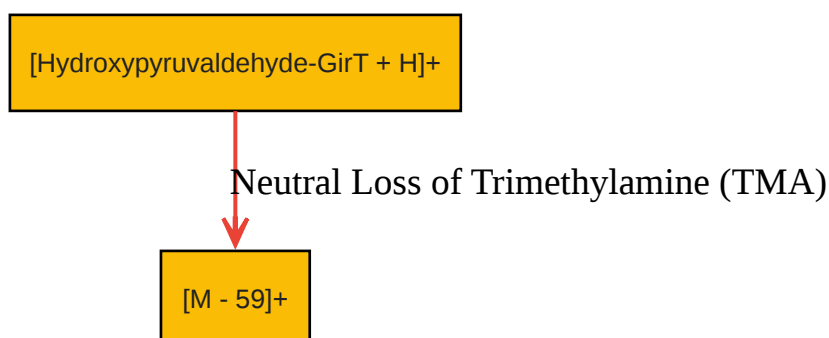 [Hydroxypyruvaldehyde-GirT + H]+
Neutral Loss of Trimethylamine (TMA)
[M - 59]+